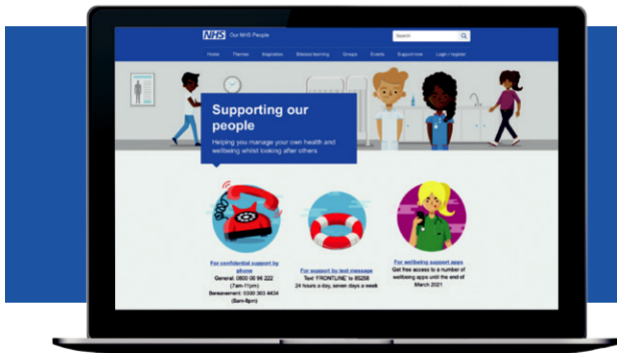 NHS Our NHS People
Search
Home Themes Inspiration Bitesize learning Groups Events Support now Login / register
Supporting our
people
Helping you manage your own health and
wellbeing whilst looking after others
For confidential support by
phone
General: 0800 06 96 222
(7am-11pm)
Bereavement: 0300 303 4434
(8am-8pm)
For support by text message
Text 'FRONTLINE' to 85258
24 hours a day, seven days a week
For wellbeing support apps
Get free access to a number of
wellbeing apps until the end of
March 2021